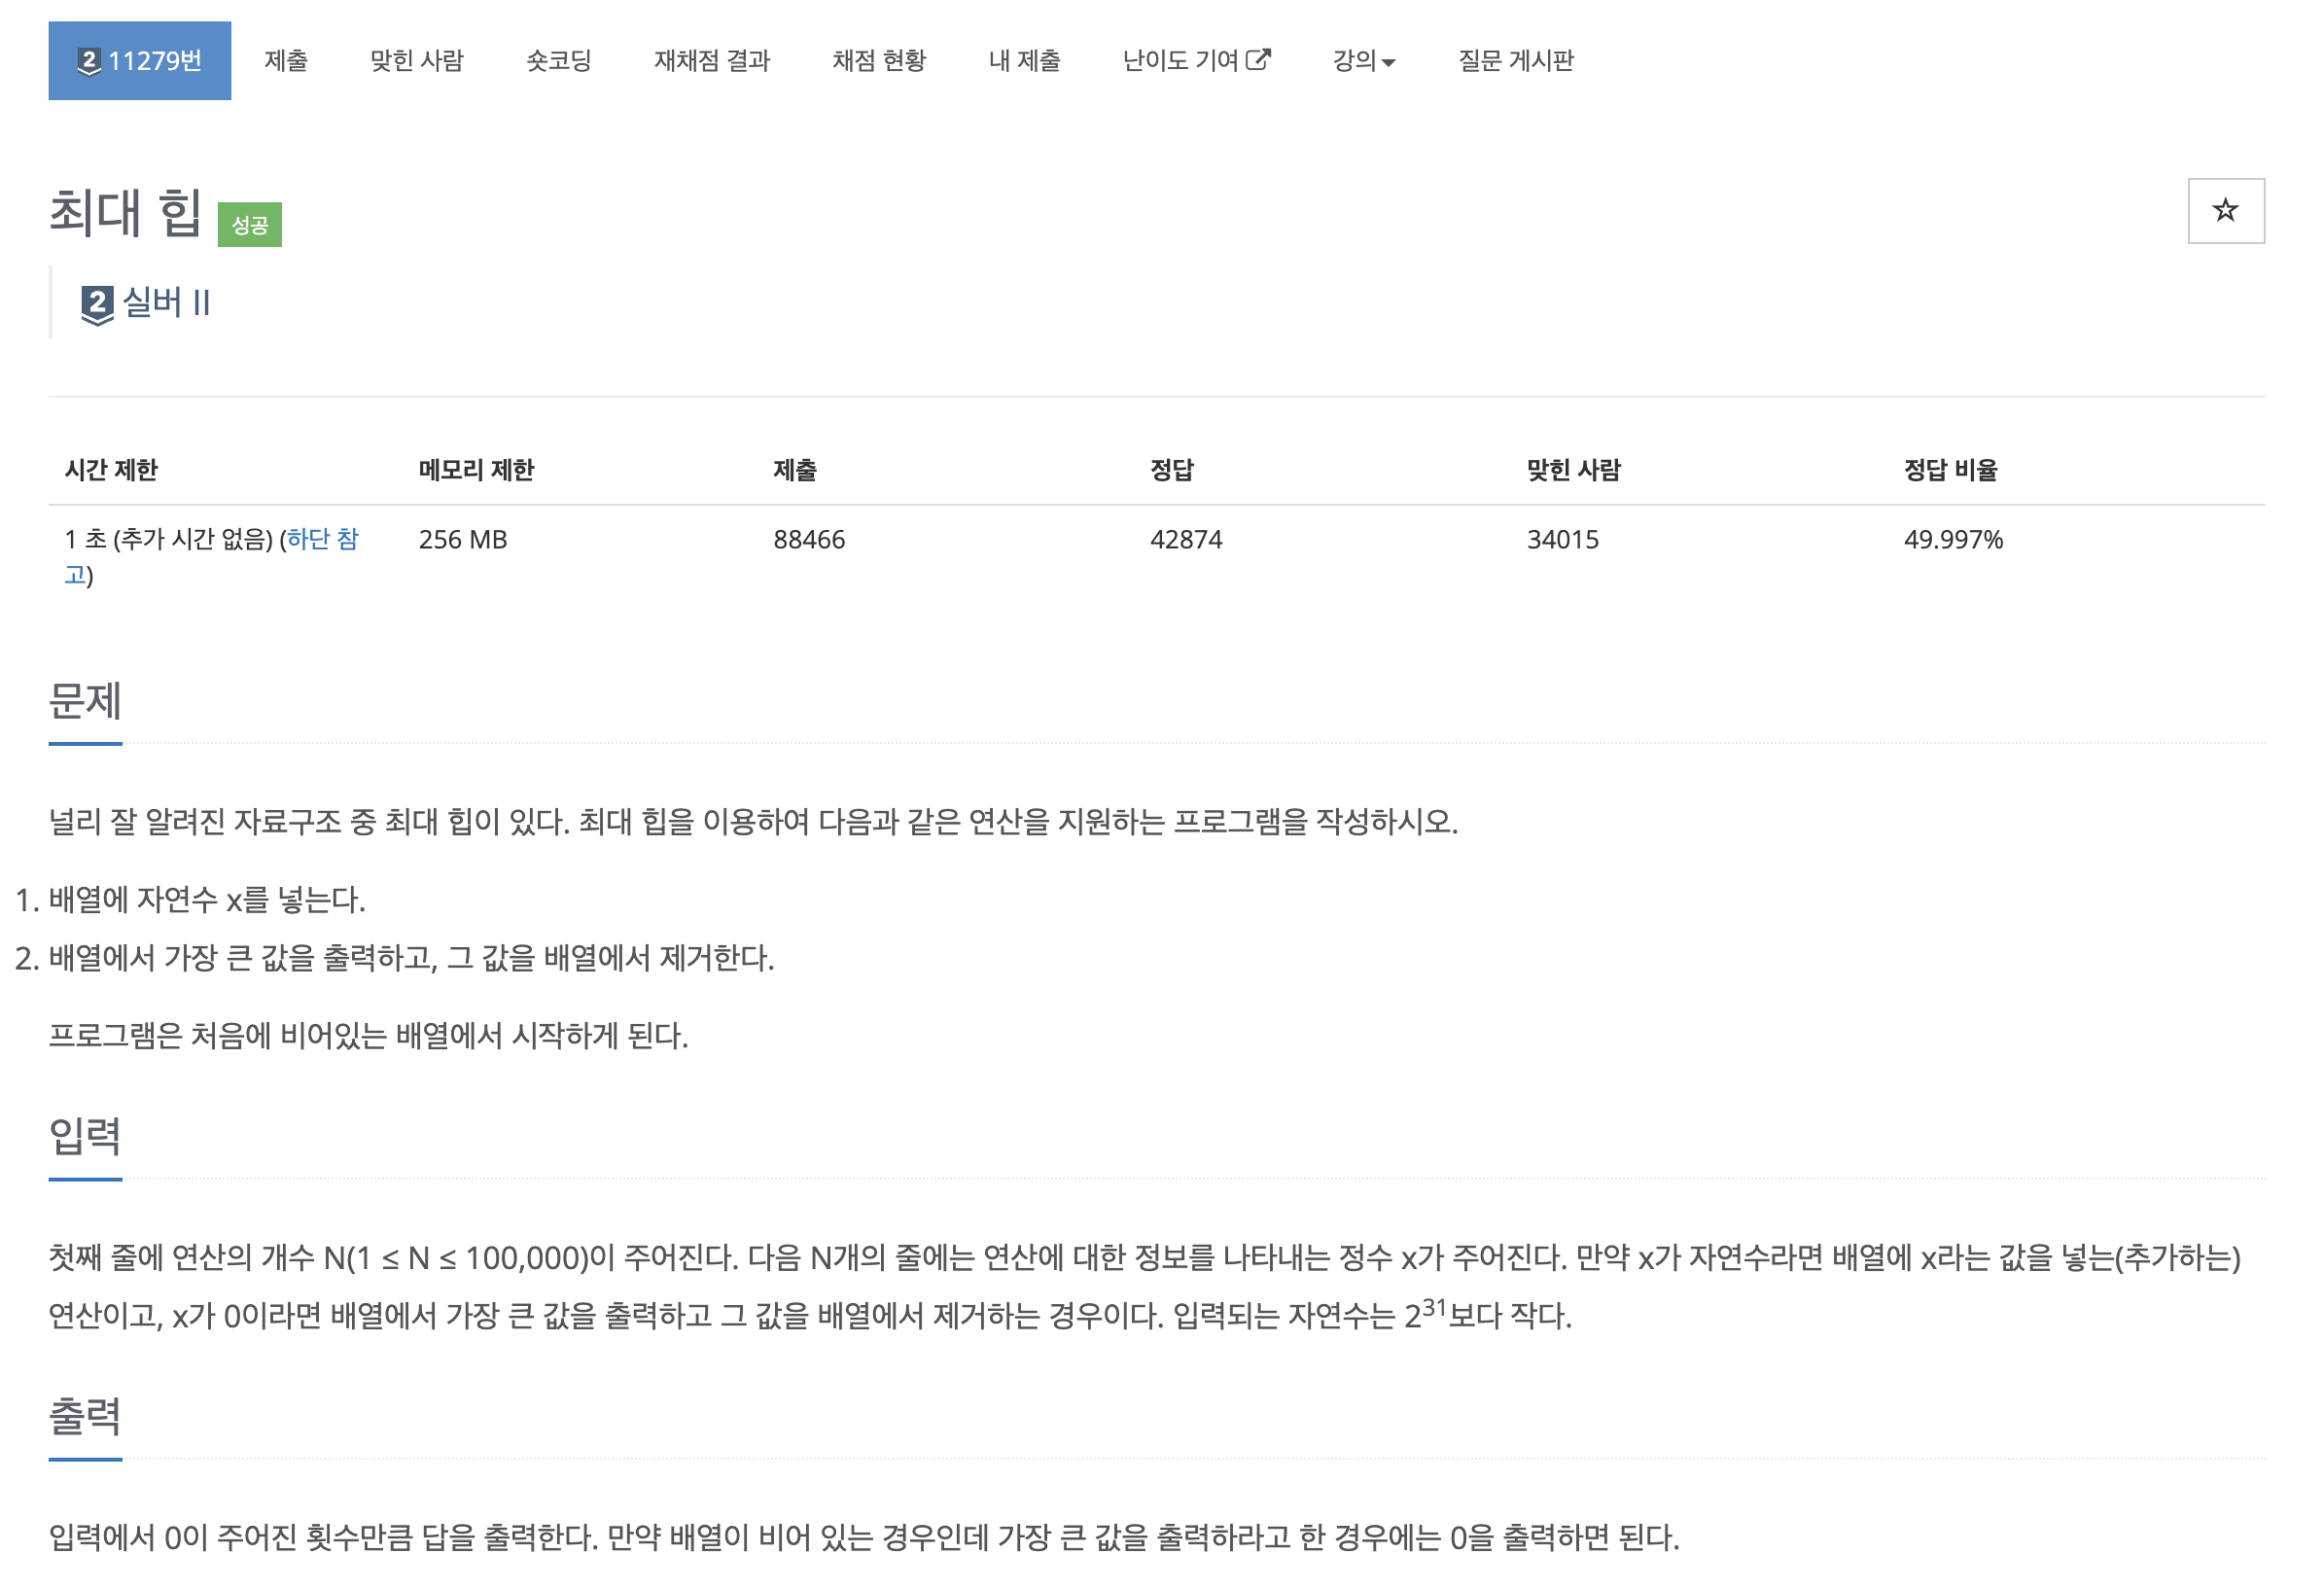 2 11279번 제출 맞힌 사람 숏코딩 재채점 결과 채점 현황 내 제출 난이도 기여 강의 질문 게시판
최대 힙 성공
2 실버 II
시간 제한 메모리 제한 제출 정답 맞힌 사람 정답 비율
1 초 (추가 시간 없음) (하단 참고) 256 MB 88466 42874 34015 49.997%
문제
널리 잘 알려진 자료구조 중 최대 힙이 있다. 최대 힙을 이용하여 다음과 같은 연산을 지원하는 프로그램을 작성하시오.
1. 배열에 자연수 x를 넣는다.
2. 배열에서 가장 큰 값을 출력하고, 그 값을 배열에서 제거한다.
프로그램은 처음에 비어있는 배열에서 시작하게 된다.
입력
첫째 줄에 연산의 개수 N(1 ≤ N ≤ 100,000)이 주어진다. 다음 N개의 줄에는 연산에 대한 정보를 나타내는 정수 x가 주어진다. 만약 x가 자연수라면 배열에 x라는 값을 넣는(추가하는)
연산이고, x가 0이라면 배열에서 가장 큰 값을 출력하고 그 값을 배열에서 제거하는 경우이다. 입력되는 자연수는 2³¹보다 작다.
출력
입력에서 0이 주어진 횟수만큼 답을 출력한다. 만약 배열이 비어 있는 경우인데 가장 큰 값을 출력하라고 한 경우에는 0을 출력하면 된다.